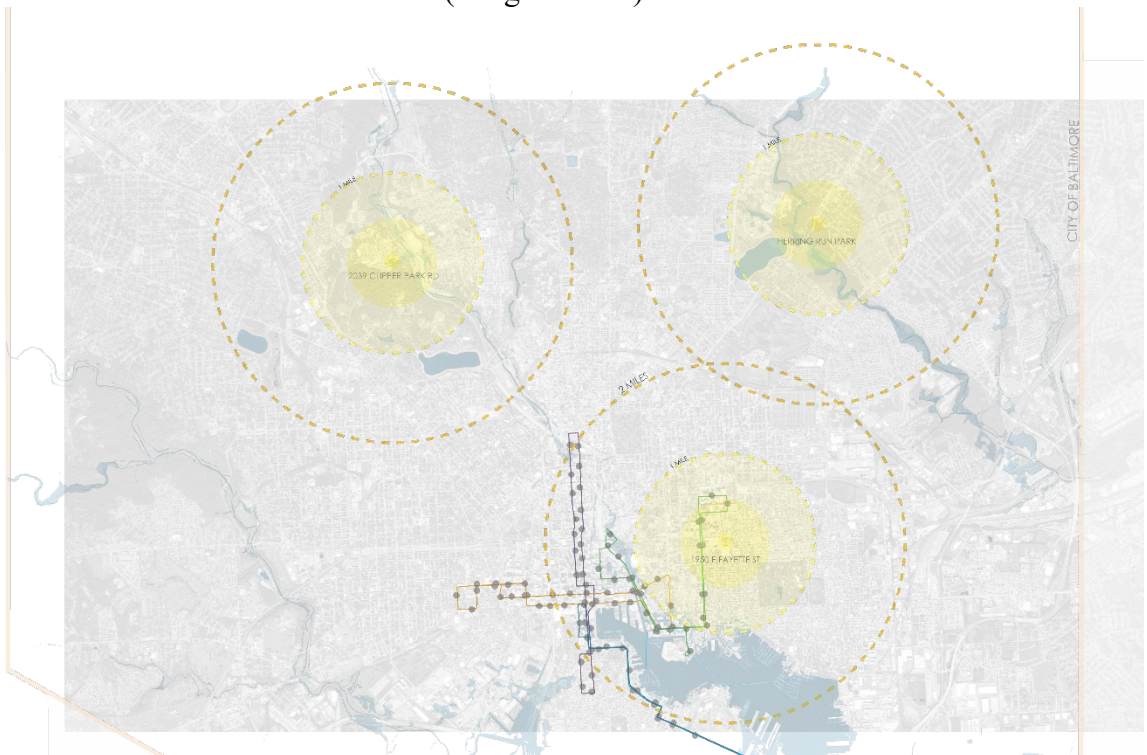 1 MILE
1 MILE
CITY OF BALTIMORE
HERRING RUN PARK
2039 CLIPPER PARK RD
2 MILES
1 MILE
1950 E FAYETTE ST